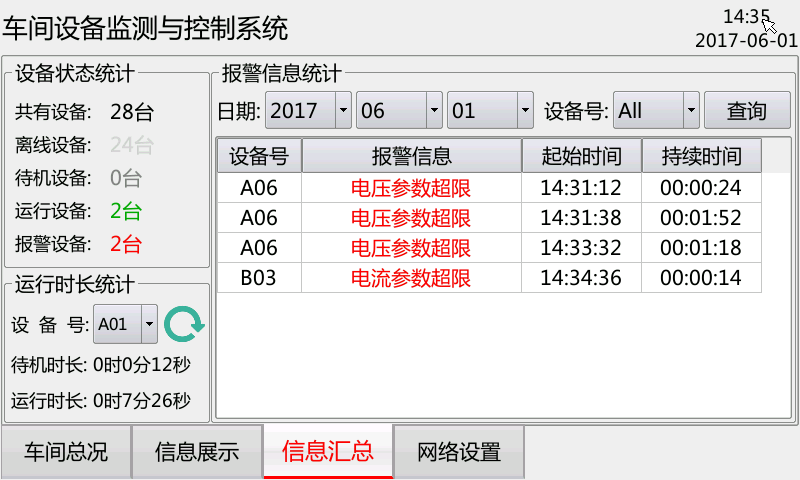 车间设备监测与控制系统
14:35
2017-06-01
设备状态统计
共有设备: 28台
离线设备: 24台
待机设备: 0台
运行设备: 2台
报警设备: 2台
运行时长统计
设 备 号: A01
待机时长: 0时0分12秒
运行时长: 0时7分26秒
报警信息统计
日期: 2017 06 01 设备号: All 查询
设备号 报警信息 起始时间 持续时间
A06 电压参数超限 14:31:12 00:00:24
A06 电压参数超限 14:31:38 00:01:52
A06 电压参数超限 14:33:32 00:01:18
B03 电流参数超限 14:34:36 00:00:14
车间总况 信息展示 信息汇总 网络设置